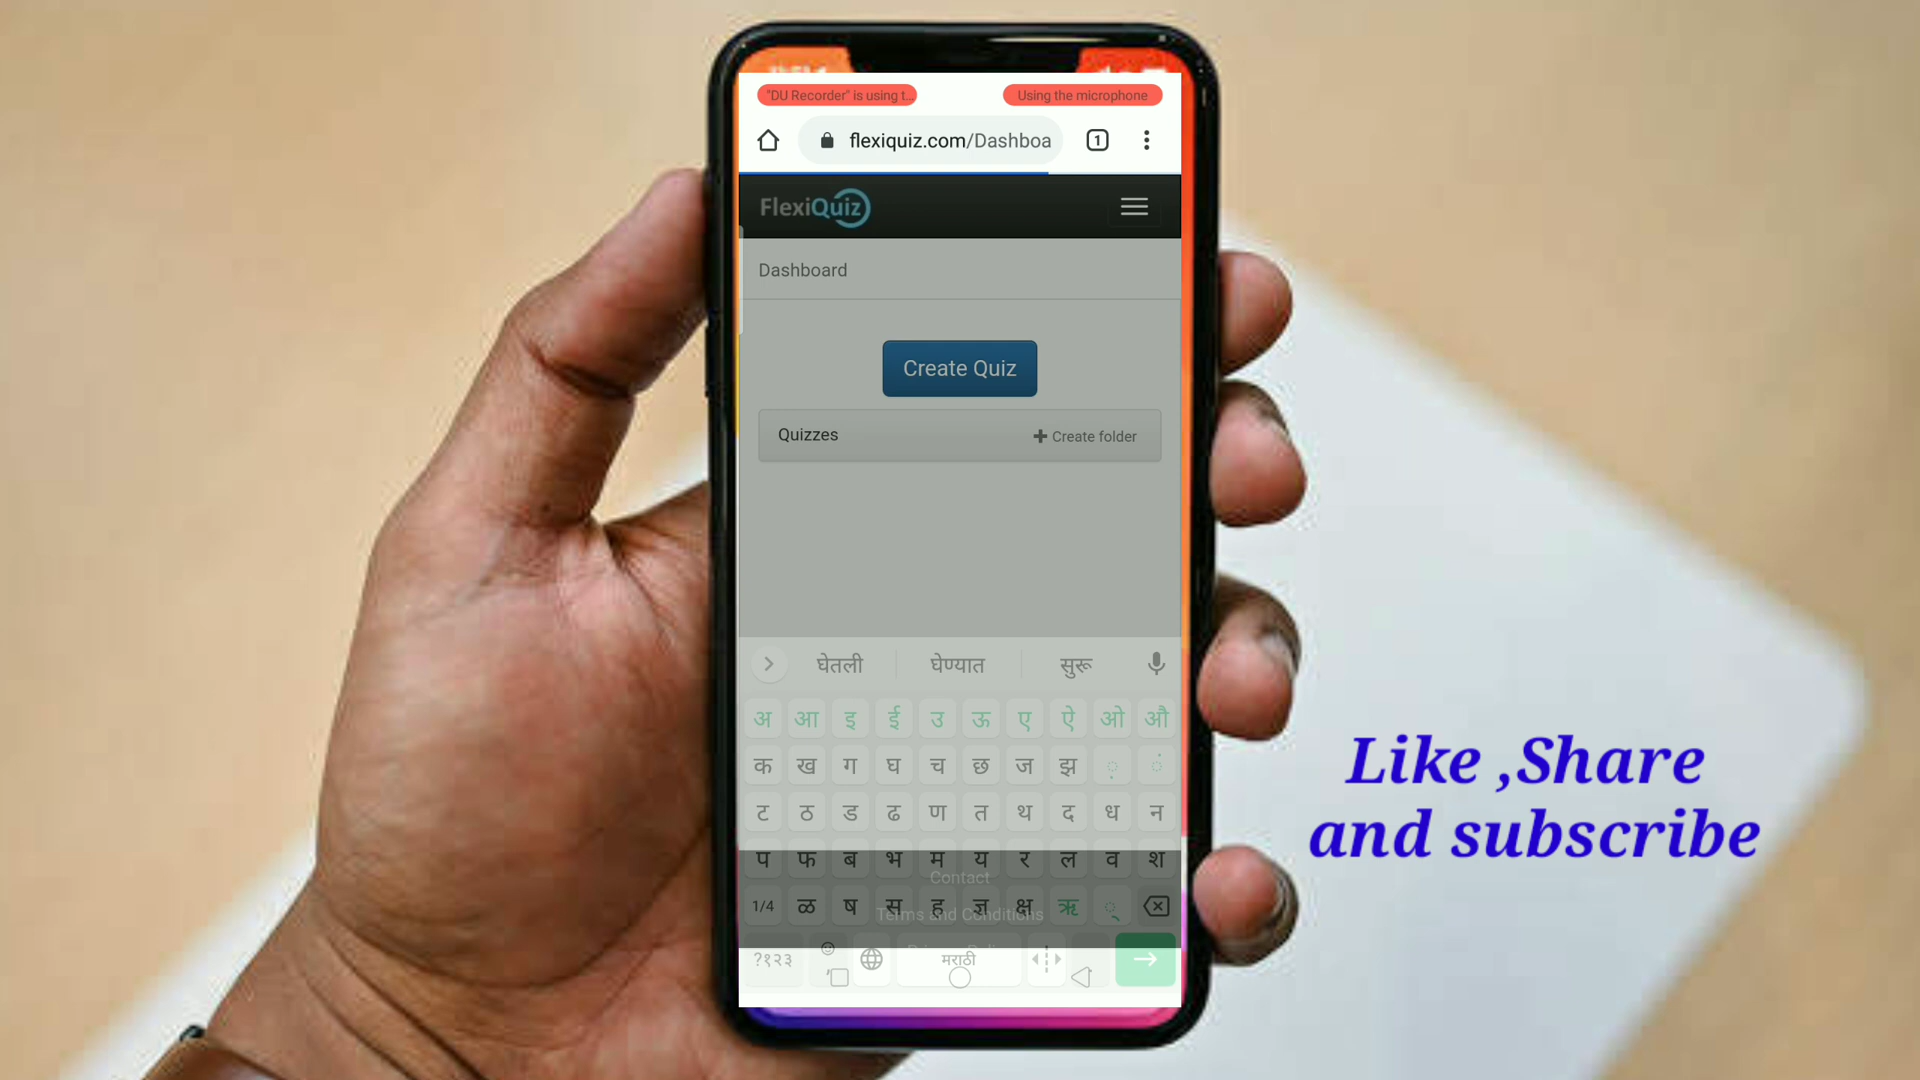 "DU Recorder" is using t...
Using the microphone
flexiquiz.com/Dashboa
1
FlexiQuiz
Dashboard
Create Quiz
Quizzes
Create folder
घेतली घेण्यात सुरू
अ आ इ ई उ ऊ ए ऐ ओ औ
क ख ग घ च छ ज झ ़ ं
ट ठ ड ढ ण त थ द ध न
प फ ब भ म य र ल व श
Contact
1/4 ळ ष स ह ज्ञ क्ष ऋ ृ
Terms and Conditions
?१२३ मराठी
Like ,Share
and subscribe